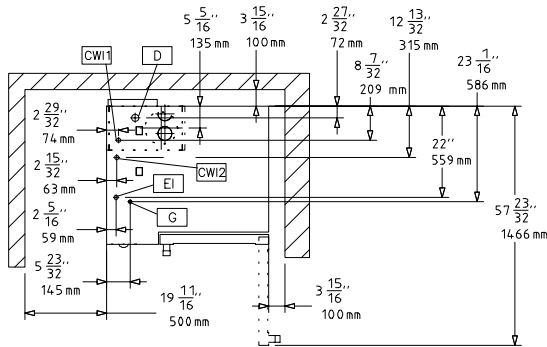 5 5/16'' 135 mm
3 15/16'' 100 mm
2 27/32'' 72 mm
12 13/32'' 315 mm
8 7/32'' 209 mm
23 1/16'' 586 mm
CWI1
D
2 29/32'' 74 mm
2 15/32'' 63 mm
CWI2
22'' 559 mm
EI
2 5/16'' 59 mm
G
57 23/32'' 1466 mm
5 23/32'' 145 mm
19 11/16'' 500 mm
3 15/16'' 100 mm